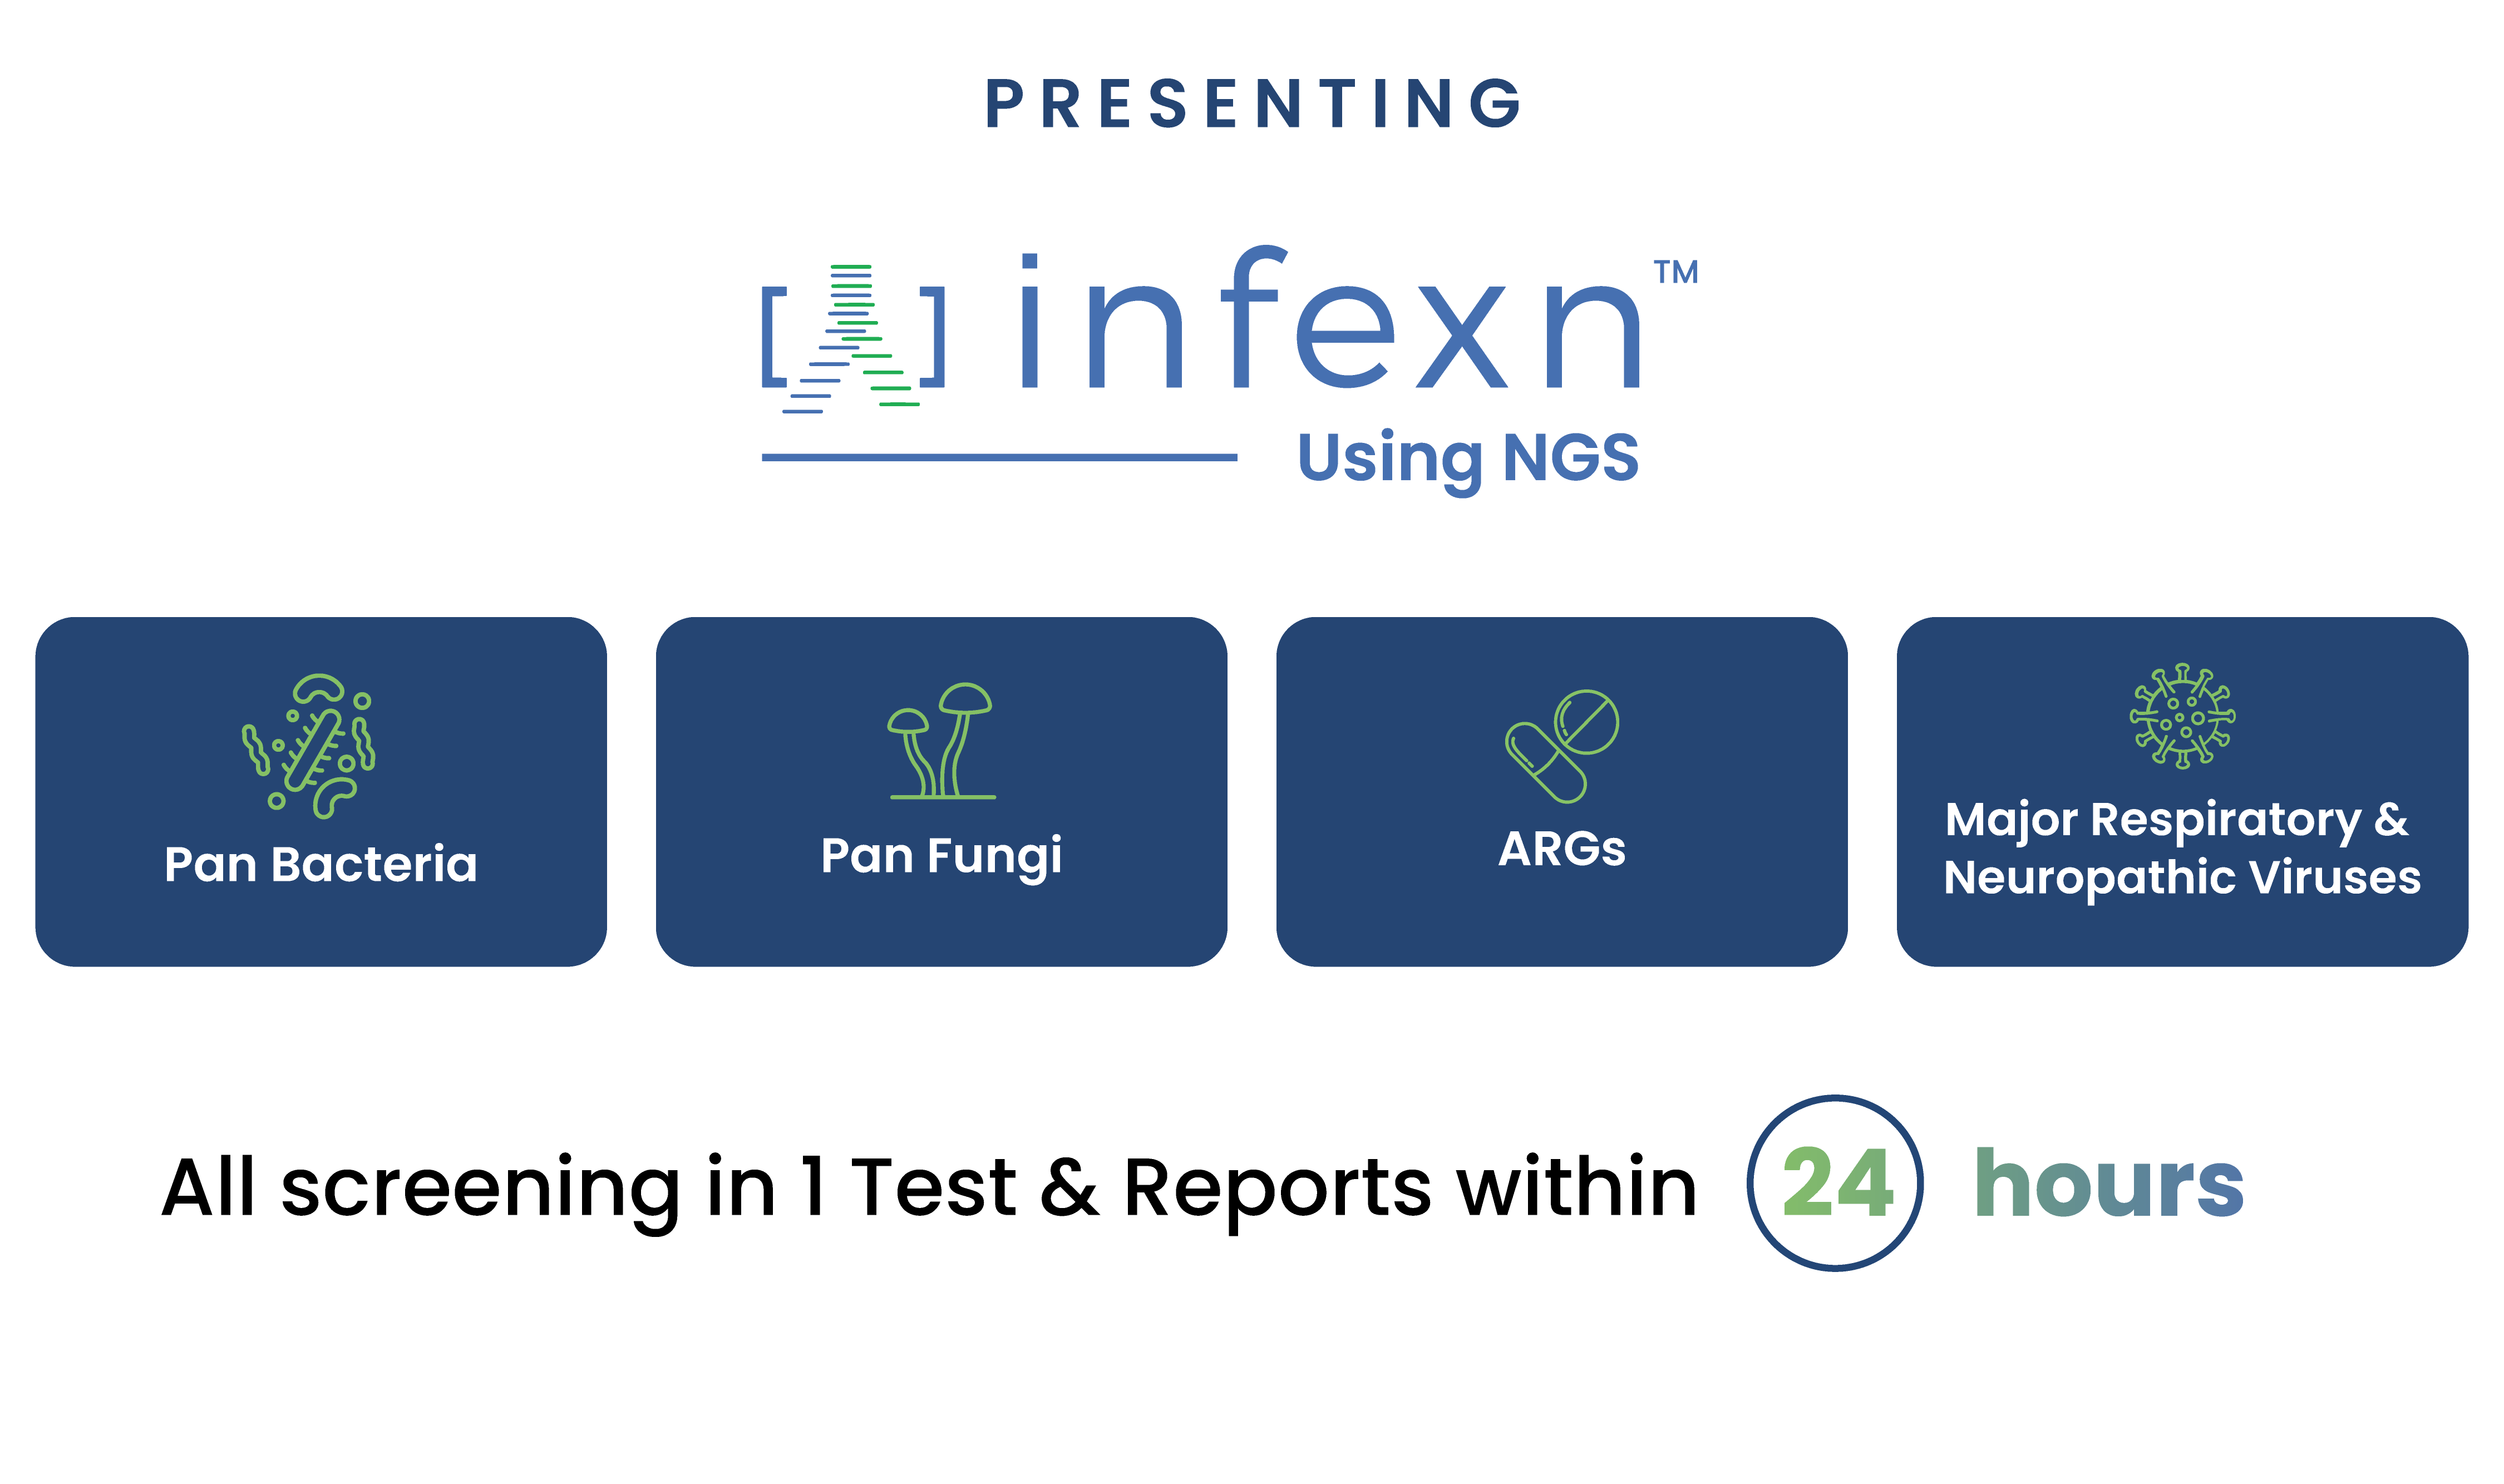 PRESENTING
[ ] infexn™
Using NGS
Pan Bacteria
Pan Fungi
ARGs
Major Respiratory &
Neuropathic Viruses
All screening in 1 Test & Reports within 24 hours